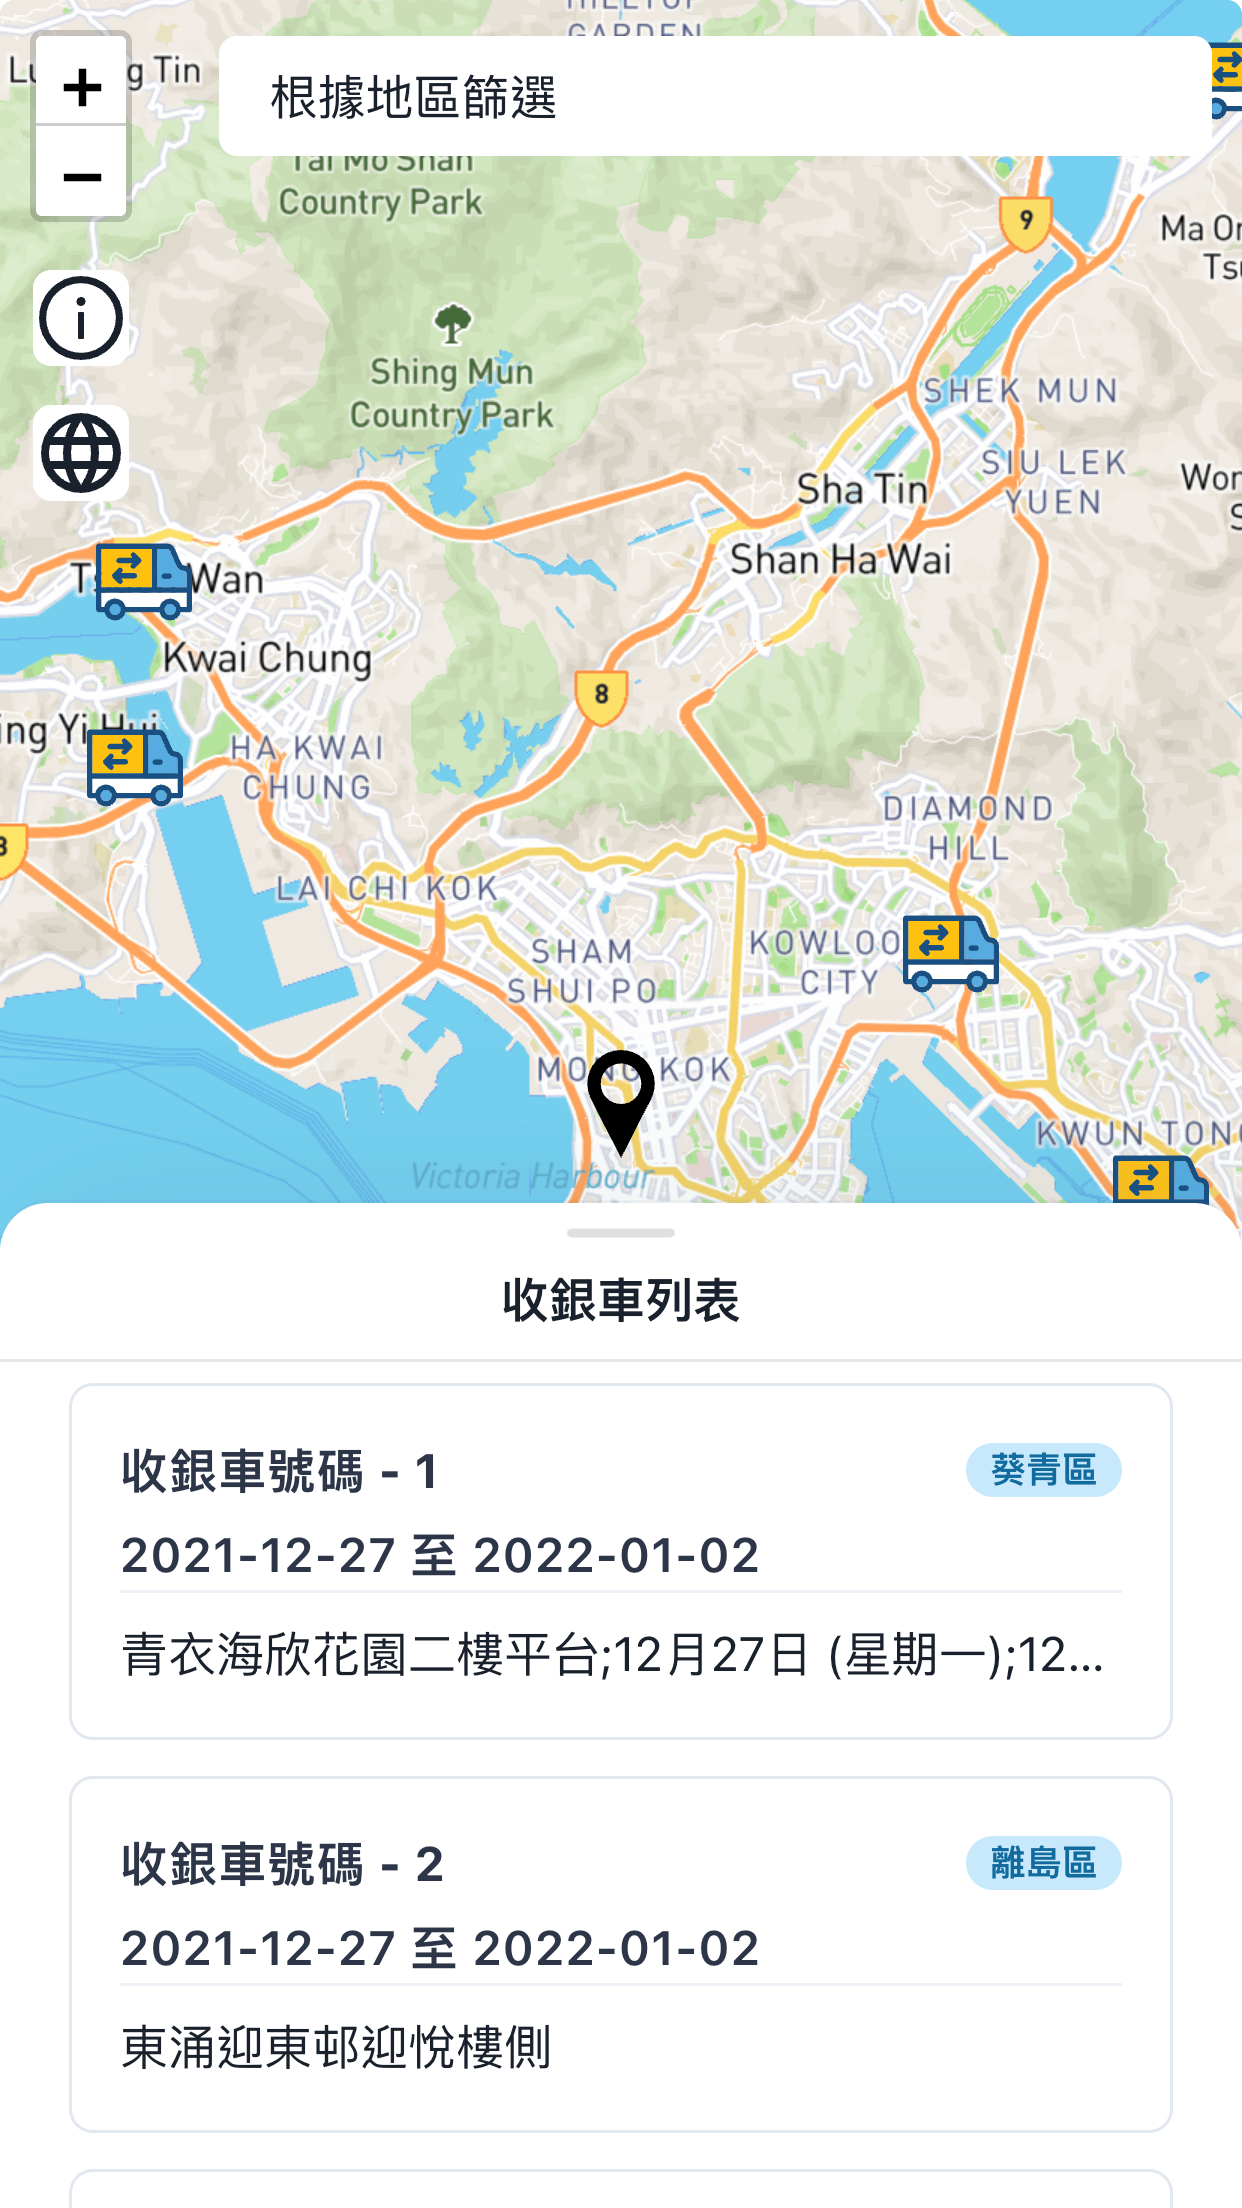 HILLTOP
GARDEN
根據地區篩選
g Tin
Tai Mo Shan
Country Park
9
Ma On
Shing Mun
Country Park
SHEK MUN
Sha Tin
SIU LEK
YUEN
Shan Ha Wai
Wan
Kwai Chung
8
ing Yi Hui
HA KWAI
CHUNG
DIAMOND
HILL
LAI CHI KOK
SHAM
SHUI PO
KOWLOO
CITY
MONG KOK
KWUN TONG
Victoria Harbour
收銀車列表
收銀車號碼 - 1
葵青區
2021-12-27 至 2022-01-02
青衣海欣花園二樓平台;12月27日 (星期一);12...
收銀車號碼 - 2
離島區
2021-12-27 至 2022-01-02
東涌迎東邨迎悅樓側